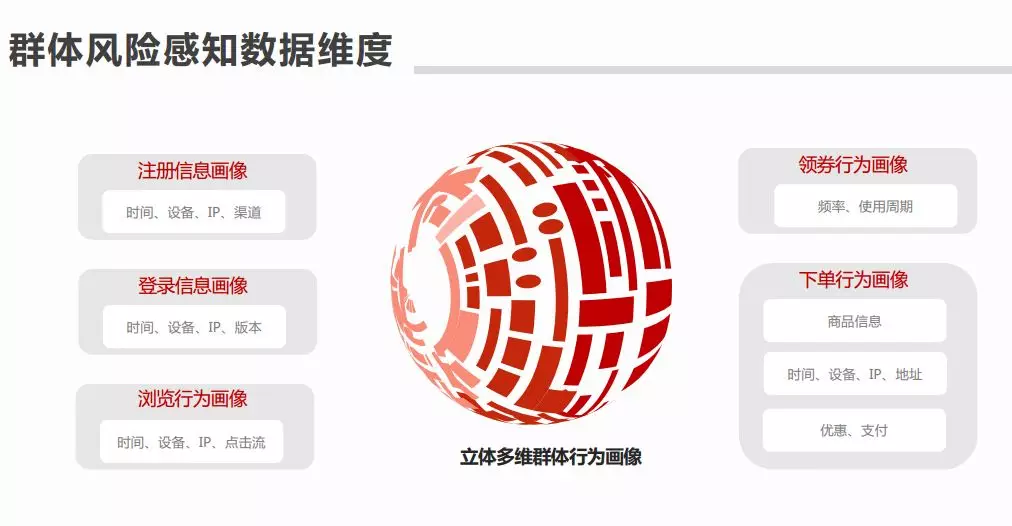 群体风险感知数据维度
注册信息画像
时间、设备、IP、渠道
登录信息画像
时间、设备、IP、版本
浏览行为画像
时间、设备、IP、点击流
立体多维群体行为画像
领券行为画像
频率、使用周期
下单行为画像
商品信息
时间、设备、IP、地址
优惠、支付